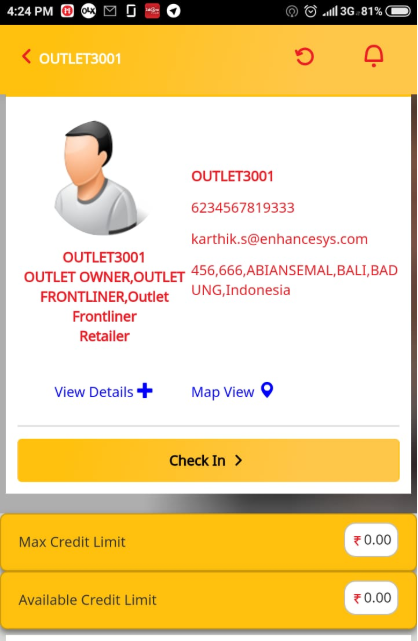 4:24 PM 3G 81%
OUTLET3001
OUTLET3001
6234567819333
karthik.s@enhancesys.com
456,666,ABIANSEMAL,BALI,BAD
UNG,Indonesia
OUTLET3001
OUTLET OWNER,OUTLET
FRONTLINER,Outlet
Frontliner
Retailer
View Details
Map View
Check In
Max Credit Limit ₹ 0.00
Available Credit Limit ₹ 0.00